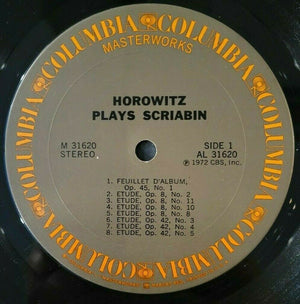 COLUMBIA
MASTERWORKS
COLUMBIA
COLUMBIA
COLUMBIA
COLUMBIA
COLUMBIA
HOROWITZ
PLAYS SCRIABIN
M 31620
STEREO
SIDE 1
AL 31620
Ⓟ 1972 CBS, Inc.
1. FEUILLET D'ALBUM,
Op. 45, No. 1
2. ETUDE, Op. 8, No. 2
3. ETUDE, Op. 8, No. 11
4. ETUDE, Op. 8, No. 10
5. ETUDE, Op. 8, No. 8
6. ETUDE, Op. 42, No. 3
7. ETUDE, Op. 42, No. 4
8. ETUDE, Op. 42, No. 5